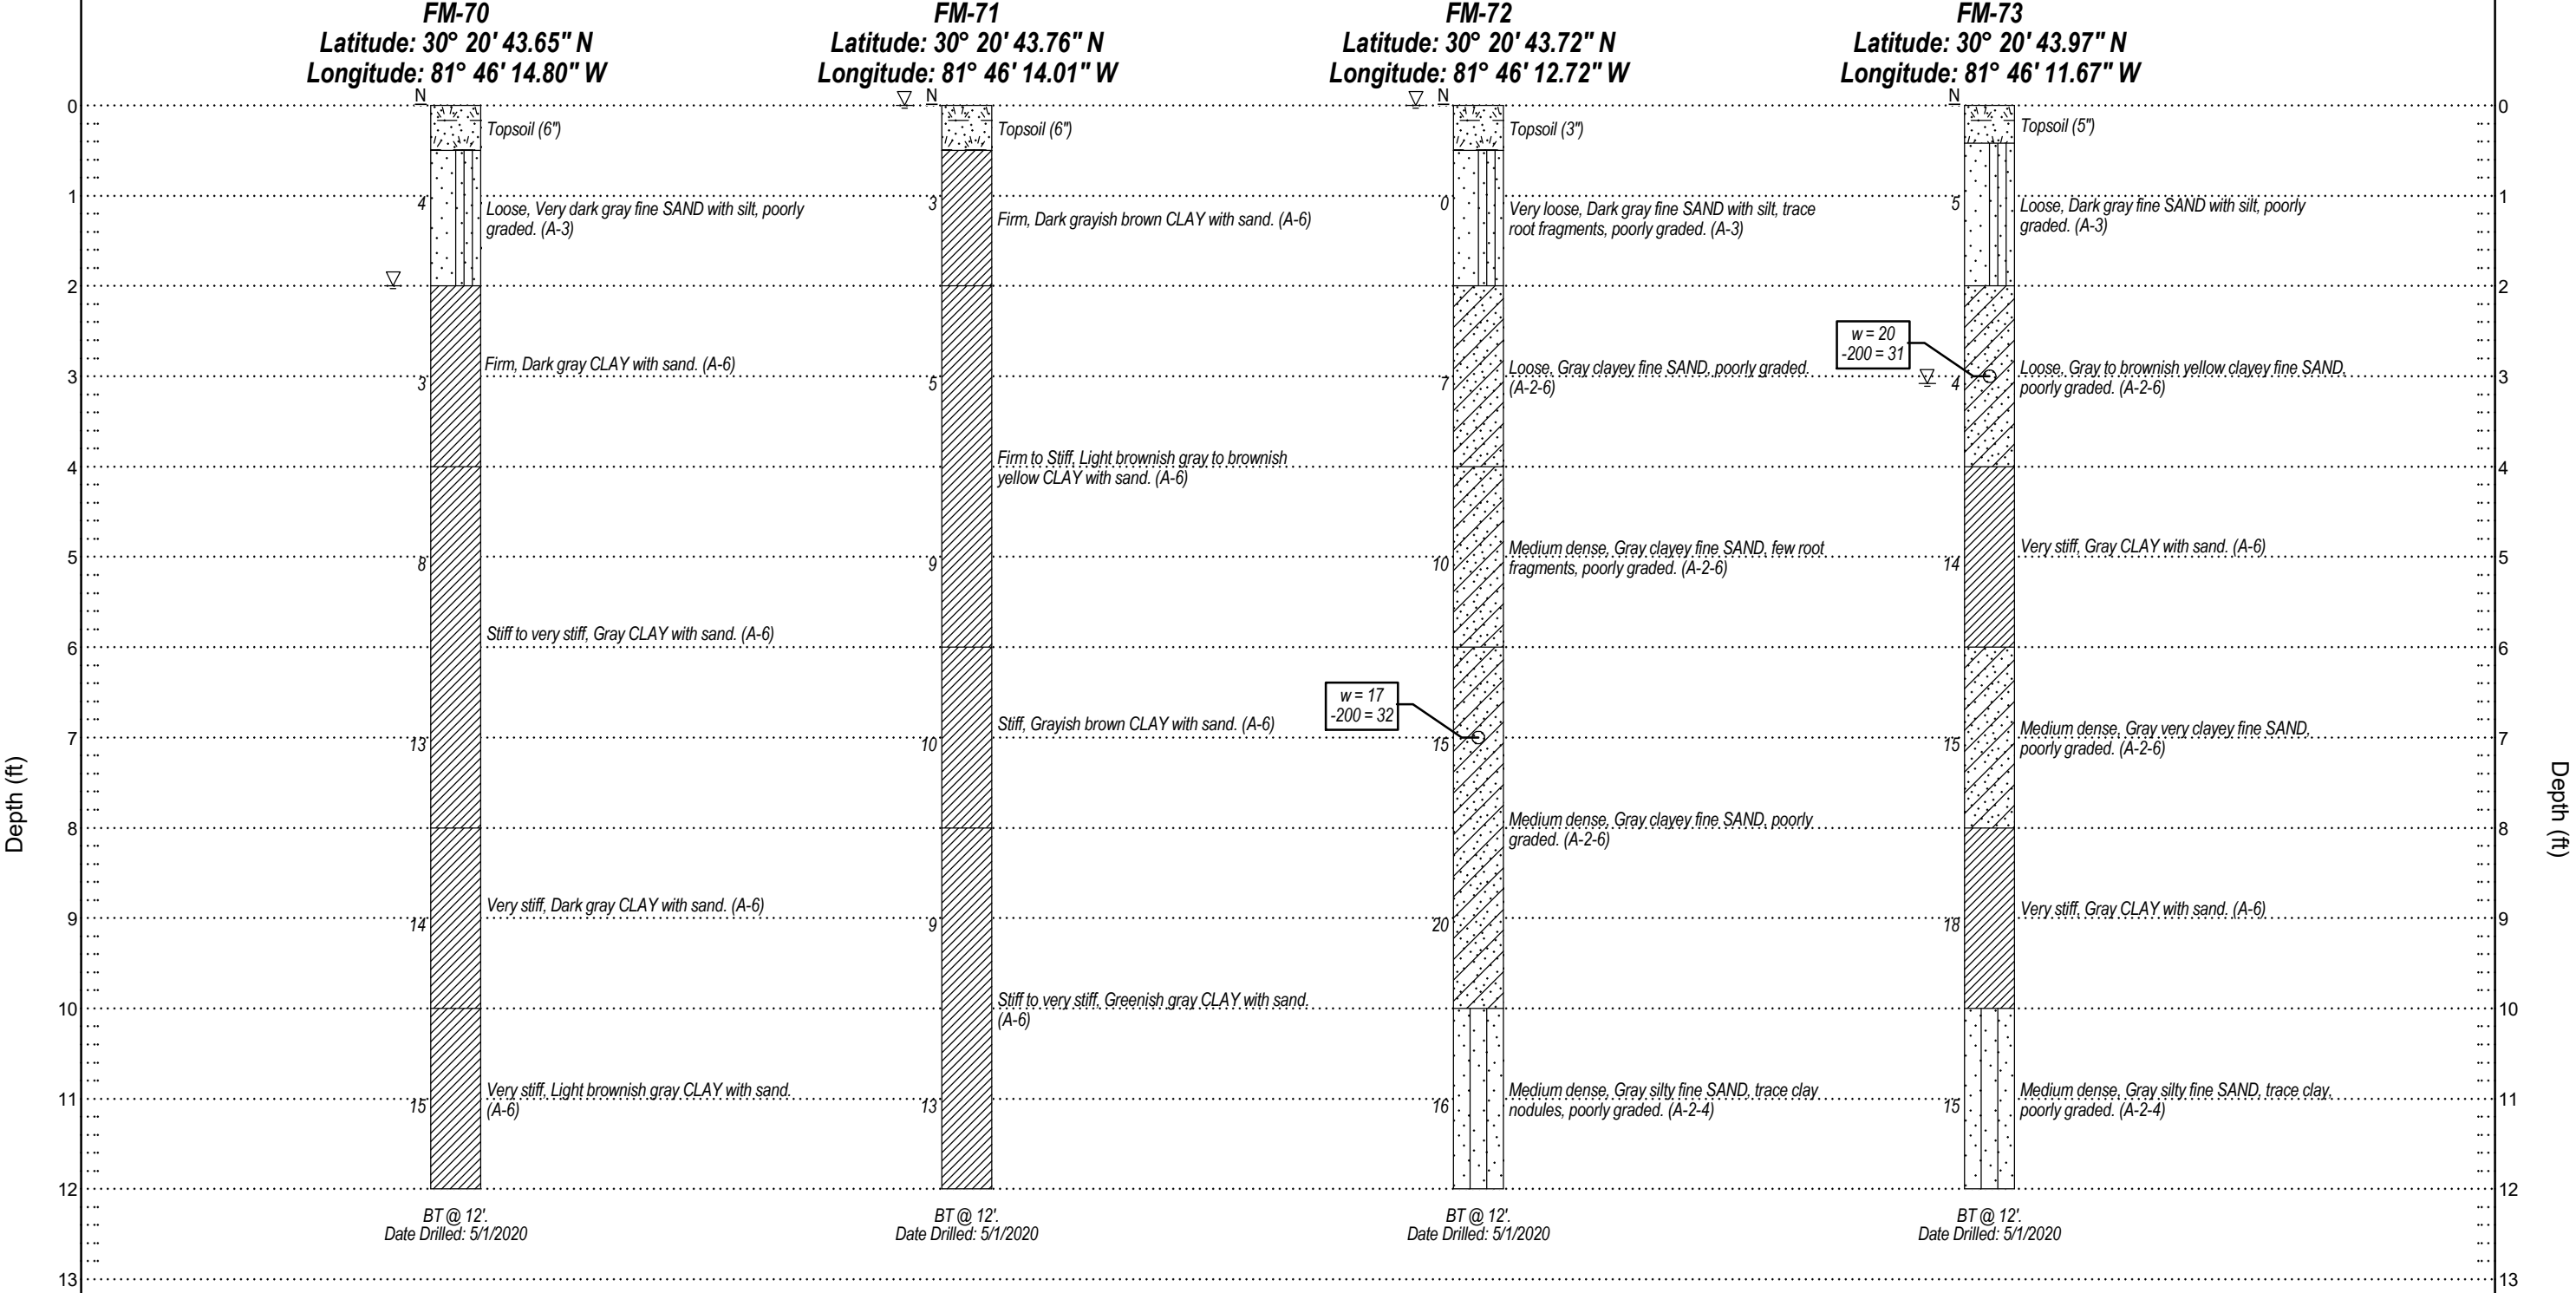 FM-70
Latitude: 30° 20' 43.65" N
Longitude: 81° 46' 14.80" W
FM-71
Latitude: 30° 20' 43.76" N
Longitude: 81° 46' 14.01" W
FM-72
Latitude: 30° 20' 43.72" N
Longitude: 81° 46' 12.72" W
FM-73
Latitude: 30° 20' 43.97" N
Longitude: 81° 46' 11.67" W
Depth (ft)
0
1
2
3
4
5
6
7
8
9
10
11
12
13
N
4
3
8
13
14
15
Topsoil (6")
Loose, Very dark gray fine SAND with silt, poorly
graded. (A-3)
Firm, Dark gray CLAY with sand. (A-6)
Stiff to very stiff, Gray CLAY with sand. (A-6)
Very stiff, Dark gray CLAY with sand. (A-6)
Very stiff, Light brownish gray CLAY with sand.
(A-6)
BT @ 12'.
Date Drilled: 5/1/2020
N
3
5
9
10
9
13
Topsoil (6")
Firm, Dark grayish brown CLAY with sand. (A-6)
Firm to Stiff, Light brownish gray to brownish
yellow CLAY with sand. (A-6)
Stiff, Grayish brown CLAY with sand. (A-6)
Stiff to very stiff, Greenish gray CLAY with sand.
(A-6)
BT @ 12'.
Date Drilled: 5/1/2020
N
0
7
10
15
20
16
w = 17
-200 = 32
Topsoil (3")
Very loose, Dark gray fine SAND with silt, trace
root fragments, poorly graded. (A-3)
Loose, Gray clayey fine SAND, poorly graded.
(A-2-6)
Medium dense, Gray clayey fine SAND, few root
fragments, poorly graded. (A-2-6)
Medium dense, Gray clayey fine SAND, poorly
graded. (A-2-6)
Medium dense, Gray silty fine SAND, trace clay
nodules, poorly graded. (A-2-4)
BT @ 12'.
Date Drilled: 5/1/2020
N
5
4
14
15
18
15
w = 20
-200 = 31
Topsoil (5")
Loose, Dark gray fine SAND with silt, poorly
graded. (A-3)
Loose, Gray to brownish yellow clayey fine SAND,
poorly graded. (A-2-6)
Very stiff, Gray CLAY with sand. (A-6)
Medium dense, Gray very clayey fine SAND,
poorly graded. (A-2-6)
Very stiff, Gray CLAY with sand. (A-6)
Medium dense, Gray silty fine SAND, trace clay,
poorly graded. (A-2-4)
BT @ 12'.
Date Drilled: 5/1/2020
0
1
2
3
4
5
6
7
8
9
10
11
12
13
Depth (ft)